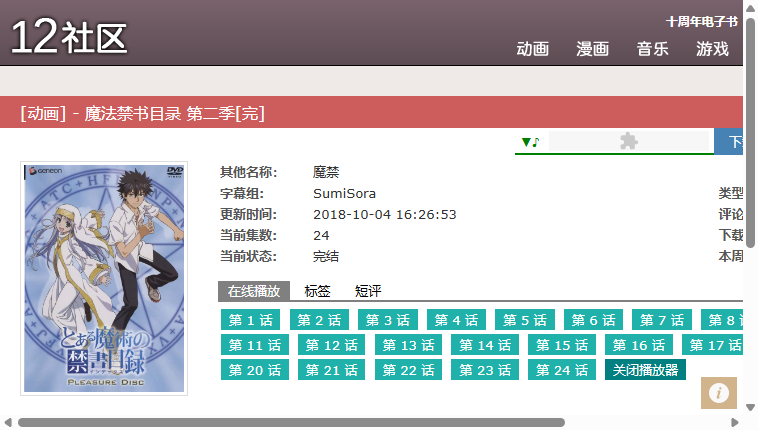 12社区
十周年电子书
动画 漫画 音乐 游戏
[动画] - 魔法禁书目录 第二季[完]
▼♪
GENEON
DVD
とある魔術の
禁書目録
PLEASURE DISC
其他名称: 魔禁
字幕组: SumiSora 类型
更新时间: 2018-10-04 16:26:53 评论
当前集数: 24 下载
当前状态: 完结 本周
在线播放 标签 短评
第 1 话 第 2 话 第 3 话 第 4 话 第 5 话 第 6 话 第 7 话 第 8
第 11 话 第 12 话 第 13 话 第 14 话 第 15 话 第 16 话 第 17 话
第 20 话 第 21 话 第 22 话 第 23 话 第 24 话 关闭播放器
i